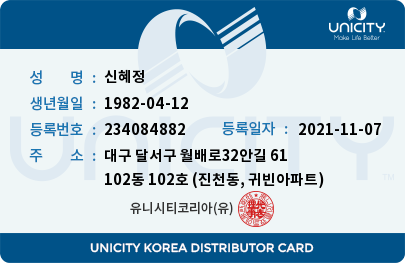 UNICITY
Make Life Better
성 명 : 신혜정
생년월일 : 1982-04-12
등록번호 : 234084882 등록일자 : 2021-11-07
주 소 : 대구 달서구 월배로32안길 61
102동 102호 (진천동, 귀빈아파트)
UNICITY
유니시티코리아(유)
UNICITY KOREA DISTRIBUTOR CARD